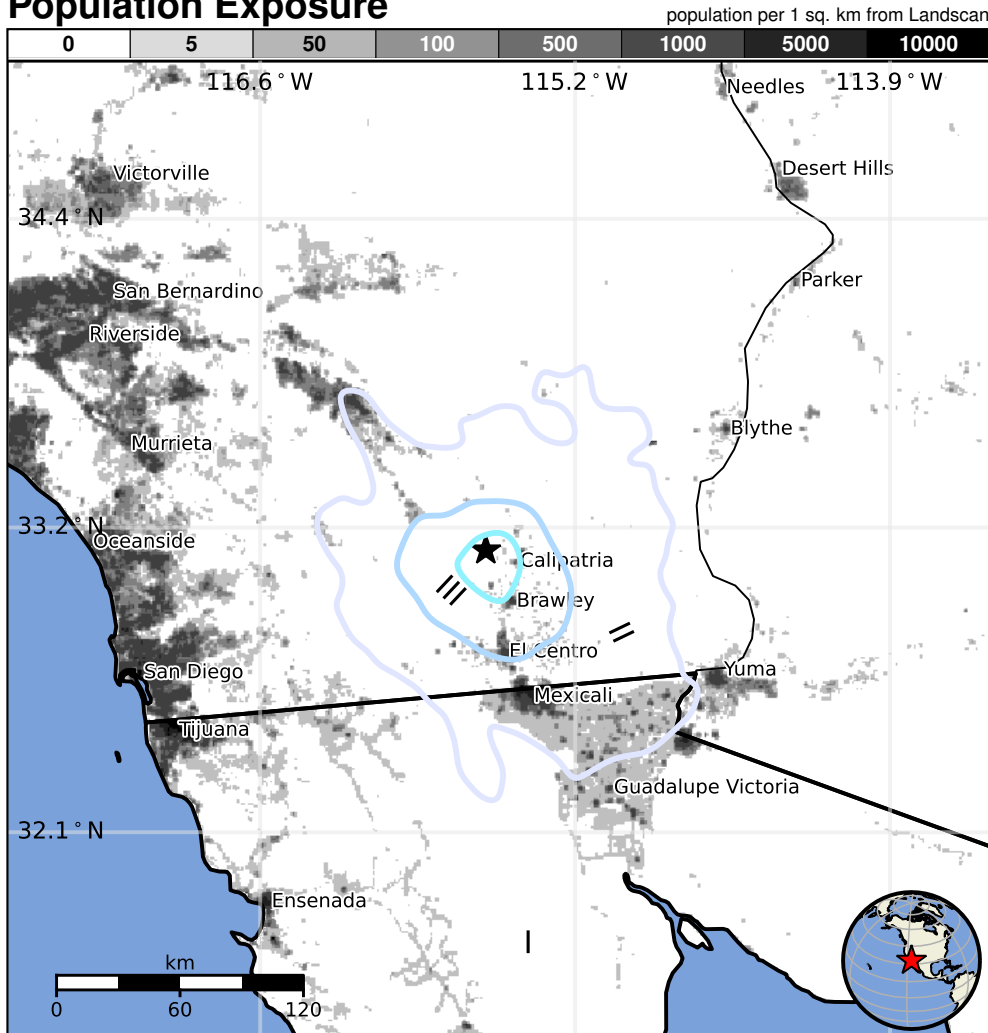 Population Exposure
population per 1 sq. km from Landscan
0 5 50 100 500 1000 5000 10000
116.6°W 115.2°W 113.9°W
Needles
Desert Hills
Victorville
34.4°N
Parker
San Bernardino
Riverside
Blythe
Murrieta
33.2°N
Oceanside
Calipatria
Brawley
El Centro
San Diego
Yuma
Mexicali
Tijuana
Guadalupe Victoria
32.1°N
Ensenada
I
II
III
km
0 60 120